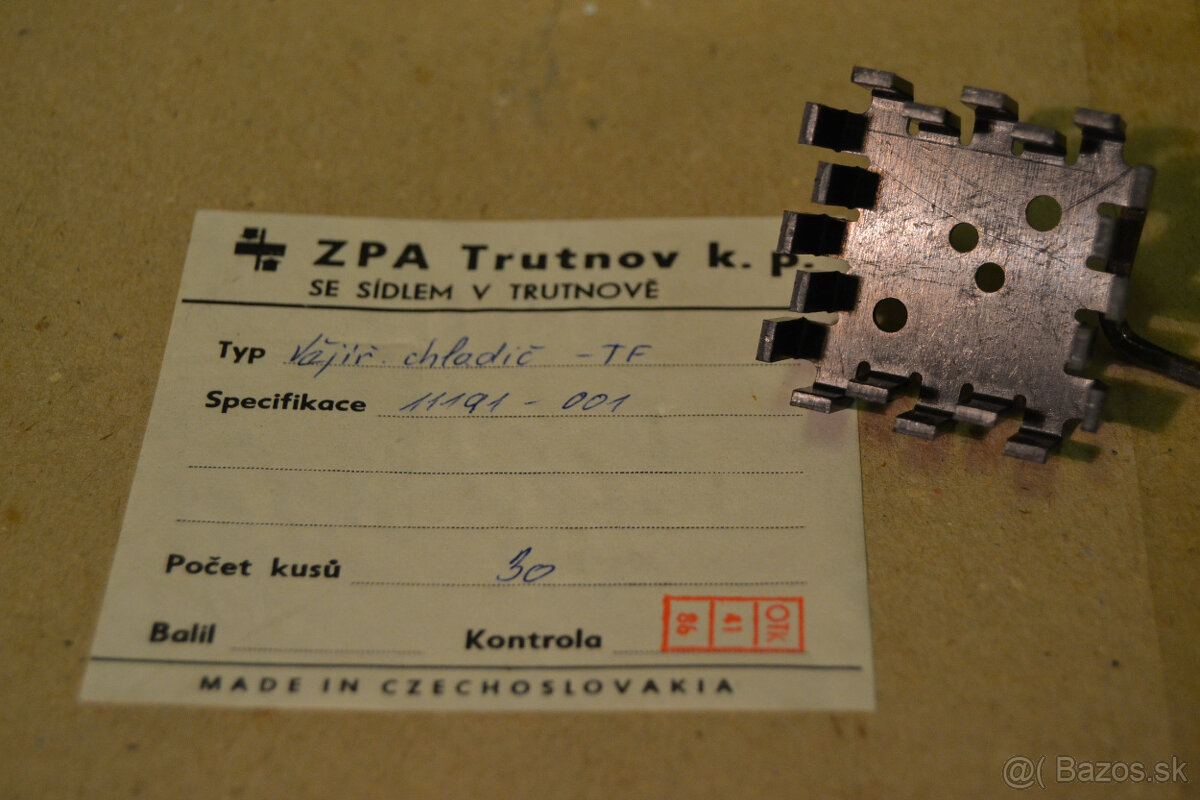 ZPA Trutnov k. p.
SE SÍDLEM V TRUTNOVĚ
Typ Vějíř. chladič - TF
Specifikace 11191 - 001
Počet kusů 30
Balil Kontrola OTK 41 86
MADE IN CZECHOSLOVAKIA
@( Bazos.sk